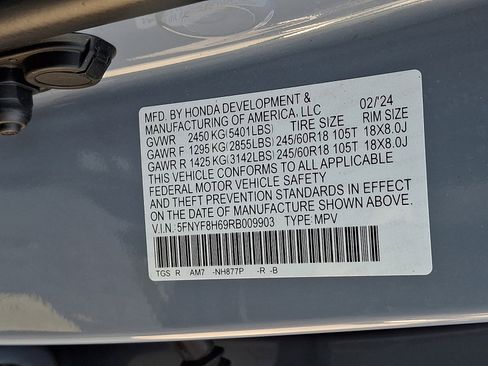 MFD. BY HONDA DEVELOPMENT &
MANUFACTURING OF AMERICA, LLC 02/'24
GVWR 2450 KG(5401LBS) TIRE SIZE RIM SIZE
GAWR F 1295 KG(2855LBS) 245/60R18 105T 18X8.0J
GAWR R 1425 KG(3142LBS) 245/60R18 105T 18X8.0J
THIS VEHICLE CONFORMS TO ALL APPLICABLE
FEDERAL MOTOR VEHICLE SAFETY
AND THEFT PREVENTION STANDARDS IN EFFECT
ON THE DATE OF MANUFACTURE SHOWN ABOVE.
V.I.N. 5FNYF8H69RB009903 TYPE: MPV
TGS R AM7 -NH877P -R -B